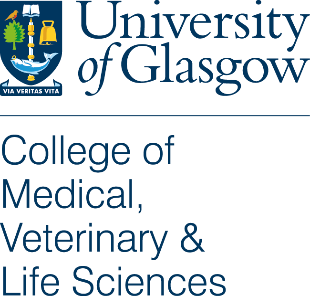 University
of Glasgow
VIA VERITAS VITA
College of
Medical,
Veterinary &
Life Sciences